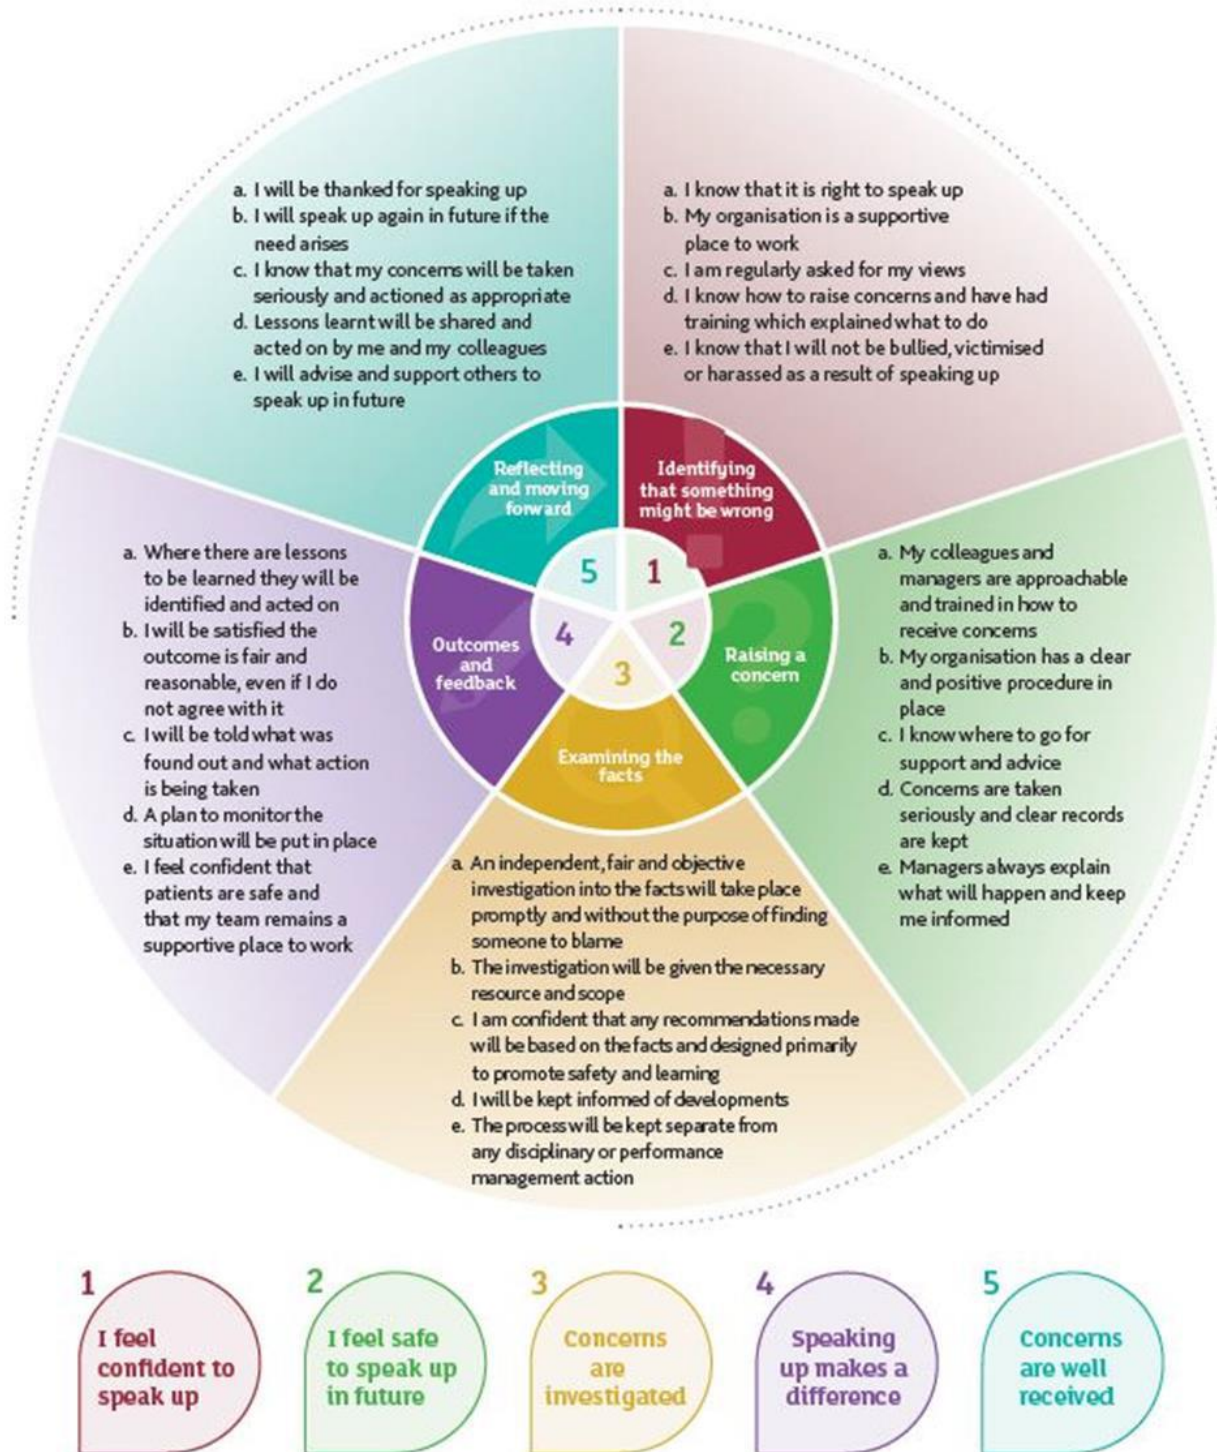 a. I will be thanked for speaking up
b. I will speak up again in future if the
need arises
c. I know that my concerns will be taken
seriously and actioned as appropriate
d. Lessons learnt will be shared and
acted on by me and my colleagues
e. I will advise and support others to
speak up in future
a. I know that it is right to speak up
b. My organisation is a supportive
place to work
c. I am regularly asked for my views
d. I know how to raise concerns and have had
training which explained what to do
e. I know that I will not be bullied, victimised
or harassed as a result of speaking up
Reflecting
and moving
forward
Identifying
that something
might be wrong
5
1
4
2
3
Outcomes
and
feedback
Raising a
concern
Examining the
facts
a. Where there are lessons
to be learned they will be
identified and acted on
b. I will be satisfied the
outcome is fair and
reasonable, even if I do
not agree with it
c. I will be told what was
found out and what action
is being taken
d. A plan to monitor the
situation will be put in place
e. I feel confident that
patients are safe and
that my team remains a
supportive place to work
a. My colleagues and
managers are approachable
and trained in how to
receive concerns
b. My organisation has a clear
and positive procedure in
place
c. I know where to go for
support and advice
d. Concerns are taken
seriously and clear records
are kept
e. Managers always explain
what will happen and keep
me informed
a. An independent, fair and objective
investigation into the facts will take place
promptly and without the purpose of finding
someone to blame
b. The investigation will be given the necessary
resource and scope
c. I am confident that any recommendations made
will be based on the facts and designed primarily
to promote safety and learning
d. I will be kept informed of developments
e. The process will be kept separate from
any disciplinary or performance
management action
1
I feel
confident to
speak up
2
I feel safe
to speak up
in future
3
Concerns
are
investigated
4
Speaking
up makes a
difference
5
Concerns
are well
received